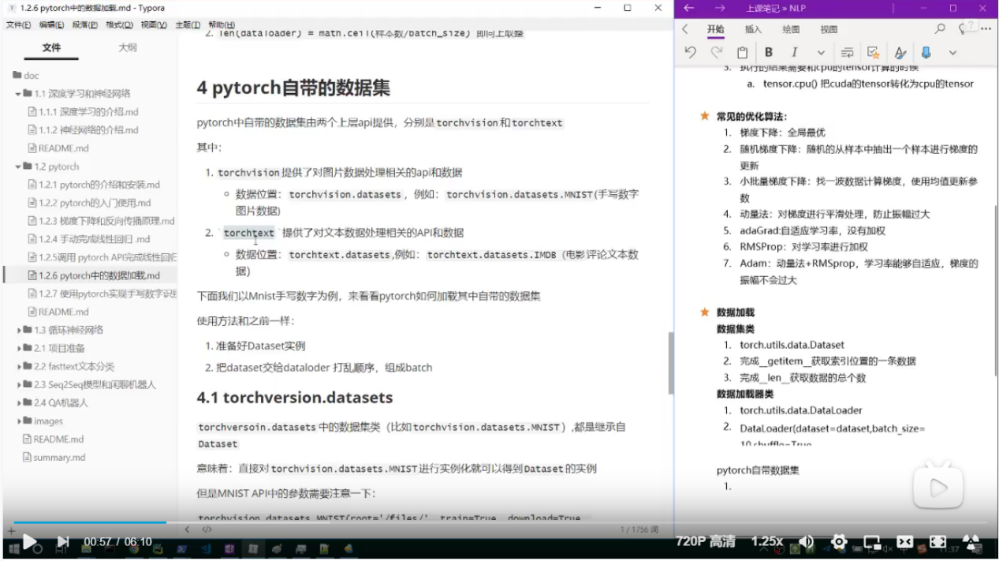 1.2.6 pytorch中的数据加载.md - Typora
文件(F) 编辑(E) 段落(P) 格式(O) 视图(V) 主题(T) 帮助(H)
文件 大纲
doc
1.1 深度学习和神经网络
1.1.1 深度学习的介绍.md
1.1.2 神经网络的介绍.md
README.md
1.2 pytorch
1.2.1 pytorch的介绍和安装.md
1.2.2 pytorch的入门使用.md
1.2.3 梯度下降和反向传播原理.md
1.2.4 手动完成线性回归 .md
1.2.5调用 pytorch API完成线性回归
1.2.6 pytorch中的数据加载.md
1.2.7 使用pytorch实现手写数字识别
README.md
1.3 循环神经网络
2.1 项目准备
2.2 fasttext文本分类
2.3 Seq2Seq模型和闲聊机器人
2.4 QA机器人
images
README.md
summary.md
2. len(dataloader) = math.ceil(样本数/batch_size) 即向上取整
4 pytorch自带的数据集
pytorch中自带的数据集由两个上层api提供，分别是torchvision和torchtext
其中：
1. torchvision提供了对图片数据处理相关的api和数据
数据位置：torchvision.datasets，例如：torchvision.datasets.MNIST(手写数字
图片数据)
2. `torchtext`提供了对文本数据处理相关的API和数据
数据位置：torchtext.datasets,例如：torchtext.datasets.IMDB (电影评论文本数
据)
下面我们以Mnist手写数字为例，来看看pytorch如何加载其中自带的数据集
使用方法和之前一样：
1. 准备好Dataset实例
2. 把dataset交给dataloder 打乱顺序，组成batch
4.1 torchversion.datasets
torchversoin.datasets中的数据集类（比如torchvision.datasets.MNIST）,都是继承自
Dataset
意味着：直接对torchvision.datasets.MNIST进行实例化就可以得到Dataset的实例
但是MNIST API中的参数需要注意一下：
torchvision.datasets.MNIST(root='/files/', train=True, download=True,
1 / 1756 词
上课笔记 » NLP
开始 插入 绘图 视图
B I
3. 执行的结果需要和cpu的tensor计算的时候
a. tensor.cpu() 把cuda的tensor转化为cpu的tensor
常见的优化算法：
1. 梯度下降：全局最优
2. 随机梯度下降：随机的从样本中抽出一个样本进行梯度的
更新
3. 小批量梯度下降：找一波数据计算梯度，使用均值更新参
数
4. 动量法：对梯度进行平滑处理，防止振幅过大
5. adaGrad:自适应学习率，没有加权
6. RMSProp：对学习率进行加权
7. Adam：动量法+RMSprop，学习率能够自适应，梯度的
振幅不会过大
数据加载
数据集类
1. torch.utils.data.Dataset
2. 完成__getitem__获取索引位置的一条数据
3. 完成__len__获取数据的总个数
数据加载器类
1. torch.utils.data.DataLoader
2. DataLoader(dataset=dataset,batch_size=
10,shuffle=True
pytorch自带数据集
1.
00:57 / 06:10
720P 高清 1.25x
11:37